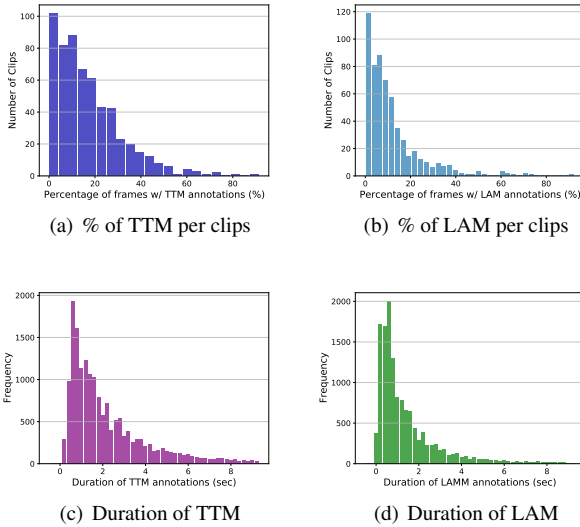 100
80
60
40
20
0
Number of Clips
0 20 40 60 80
Percentage of frames w/ TTM annotations (%)
(a) % of TTM per clips
120
100
80
60
40
20
0
Number of Clips
0 20 40 60 80
Percentage of frames w/ LAM annotations (%)
(b) % of LAM per clips
2000
1500
1000
500
0
Frequency
0 2 4 6 8
Duration of TTM annotations (sec)
(c) Duration of TTM
2000
1500
1000
500
0
Frequency
0 2 4 6 8
Duration of LAMM annotations (sec)
(d) Duration of LAM